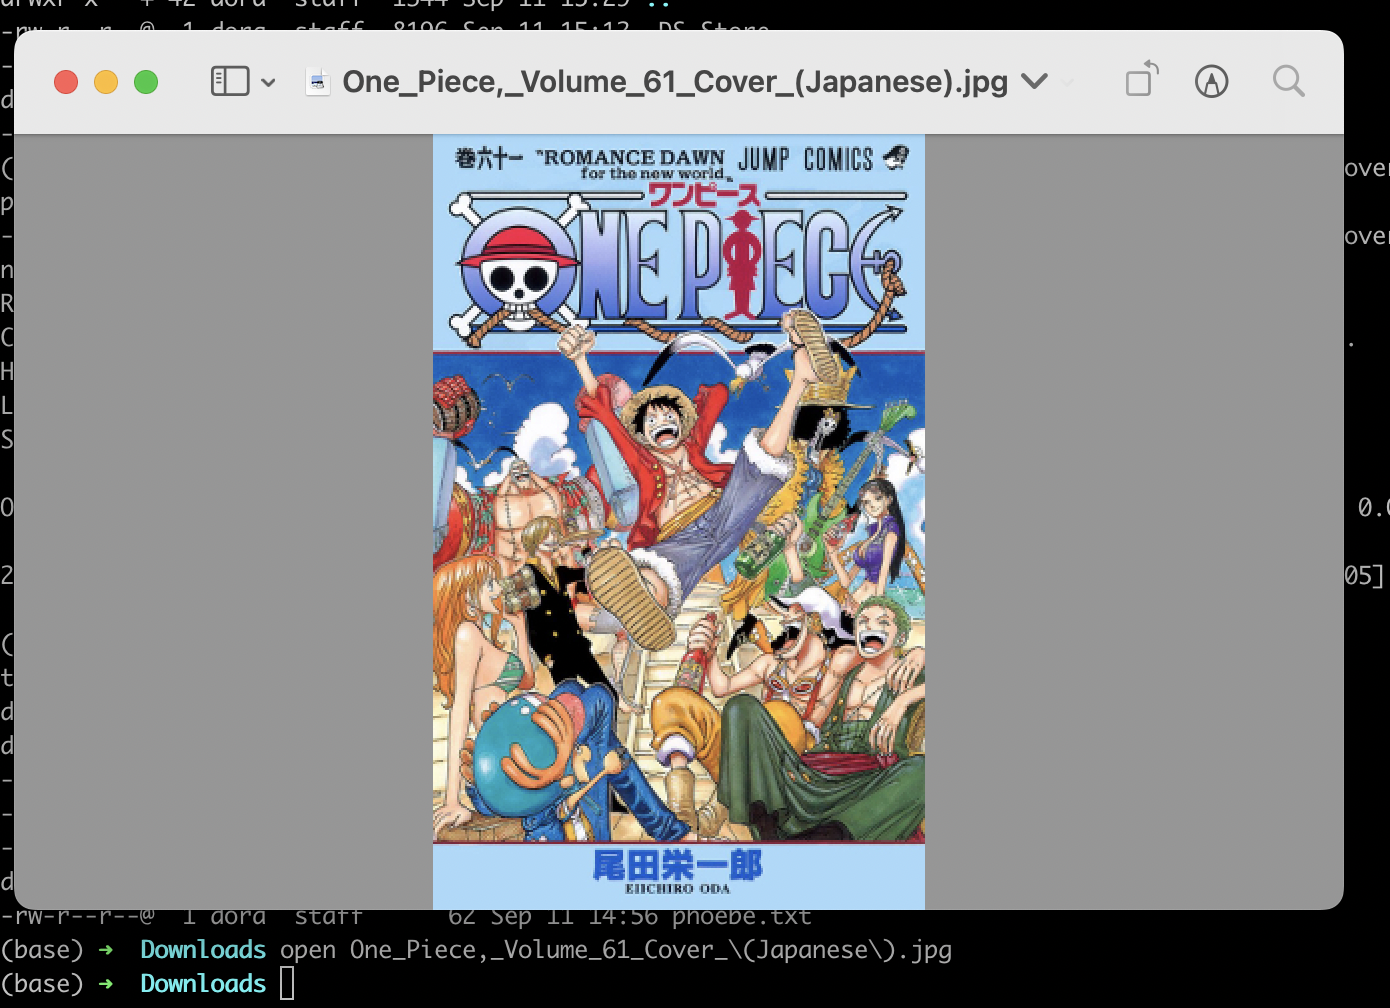 drwxr-x---+ 42 dora staff 1344 Sep 11 15:29 ..
-rw-r--r--@ 1 dora staff 8196 Sep 11 15:13 .DS_Store
One_Piece,_Volume_61_Cover_(Japanese).jpg
巻六十一 "ROMANCE DAWN for the new world" JUMP COMICS
ワンピース
ONE PIECE
尾田栄一郎
EIICHIRO ODA
-
d
-
(
over
p
-
over
n
R
C
.
H
L
S
0
0.0
2
05]
(
t
d
d
-
-
-
d
-rw-r--r--@ 1 dora staff 62 Sep 11 14:56 phoebe.txt
(base) ➜ Downloads open One_Piece,_Volume_61_Cover_\(Japanese\).jpg
(base) ➜ Downloads